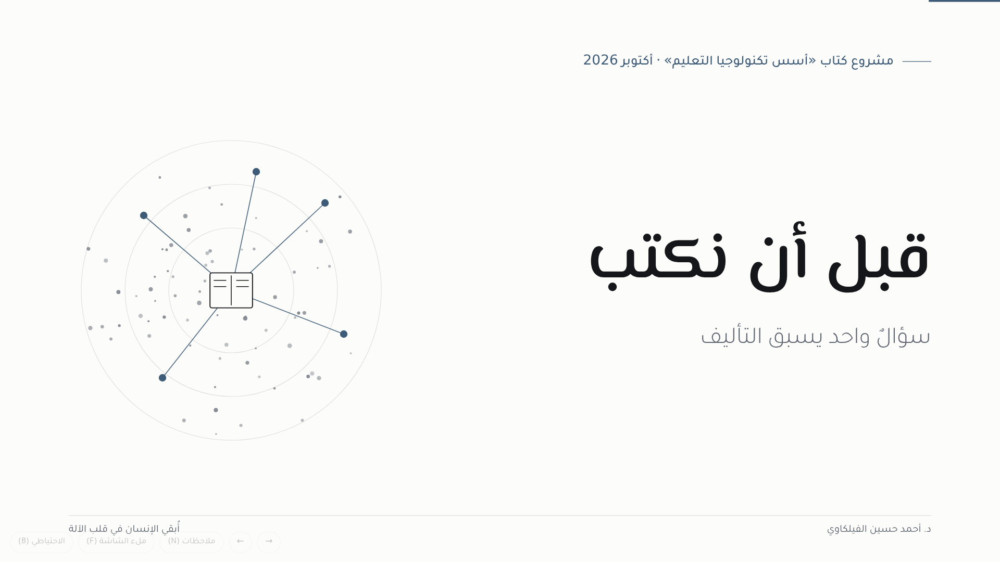 مشروع كتاب «أسس تكنولوجيا التعليم» · أكتوبر 2026
قبل أن نكتب
سؤالٌ واحد يسبق التأليف
د. أحمد حسين الفيلكاوي
أُبقي الإنسان في قلب الآلة
→
←
ملاحظات (N)
ملء الشاشة (F)
الاحتياطي (B)